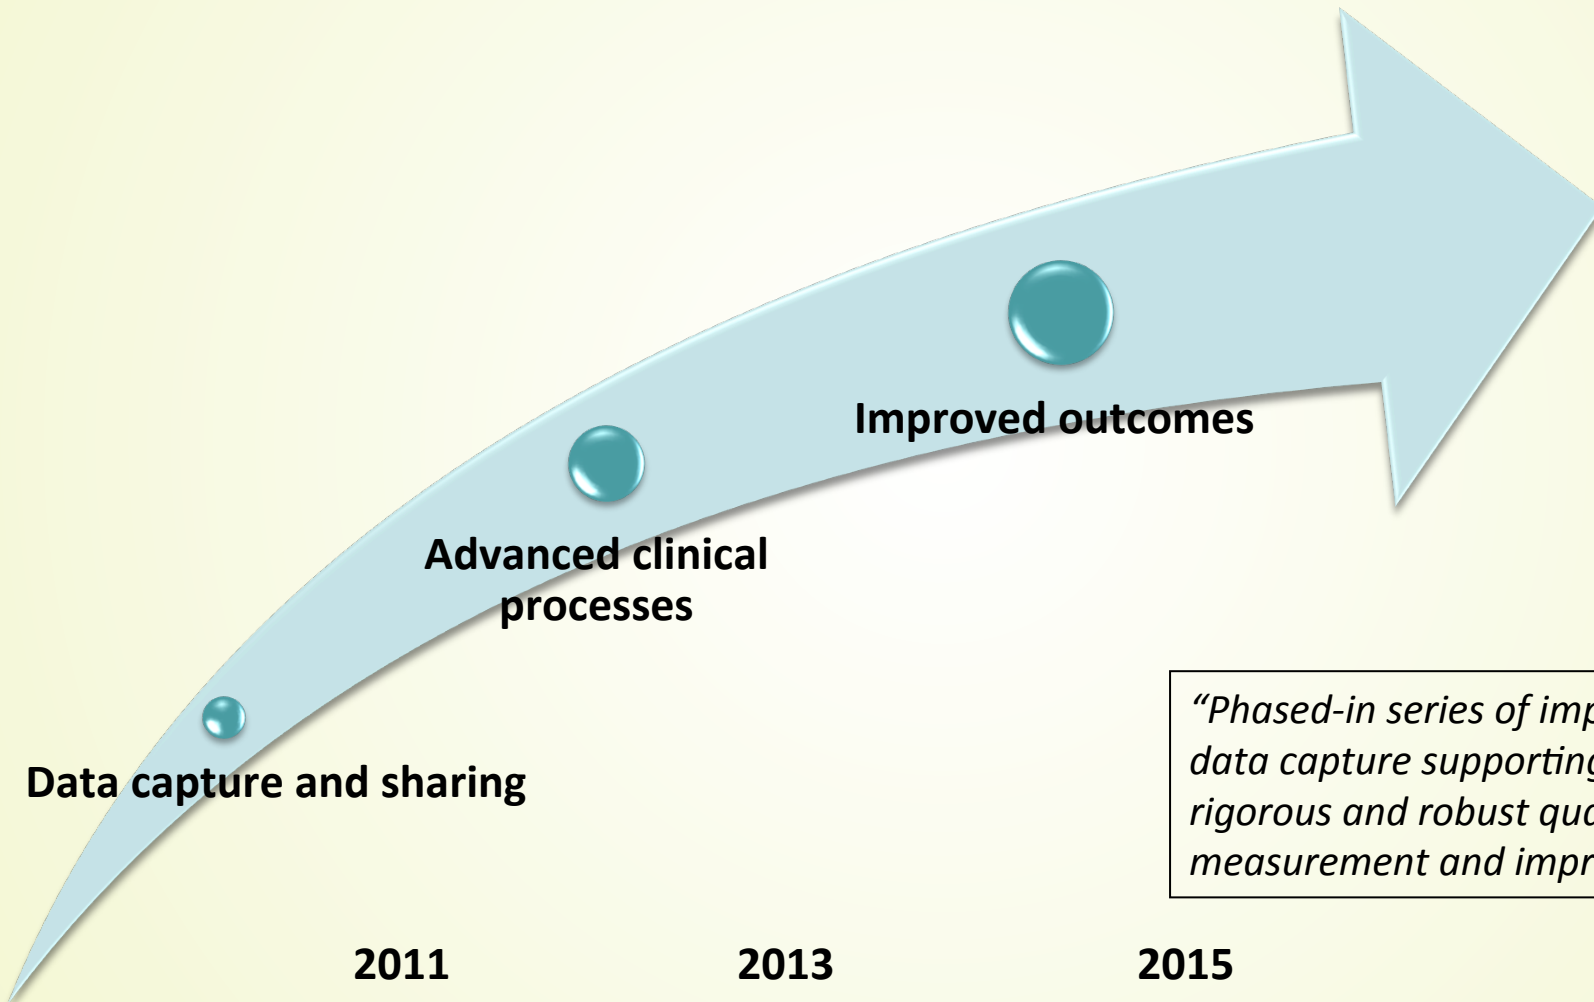 Improved outcomes
Advanced clinical
processes
Data capture and sharing
“Phased-in series of
data capture supporting
rigorous and robust
measurement and
2011 2013 2015